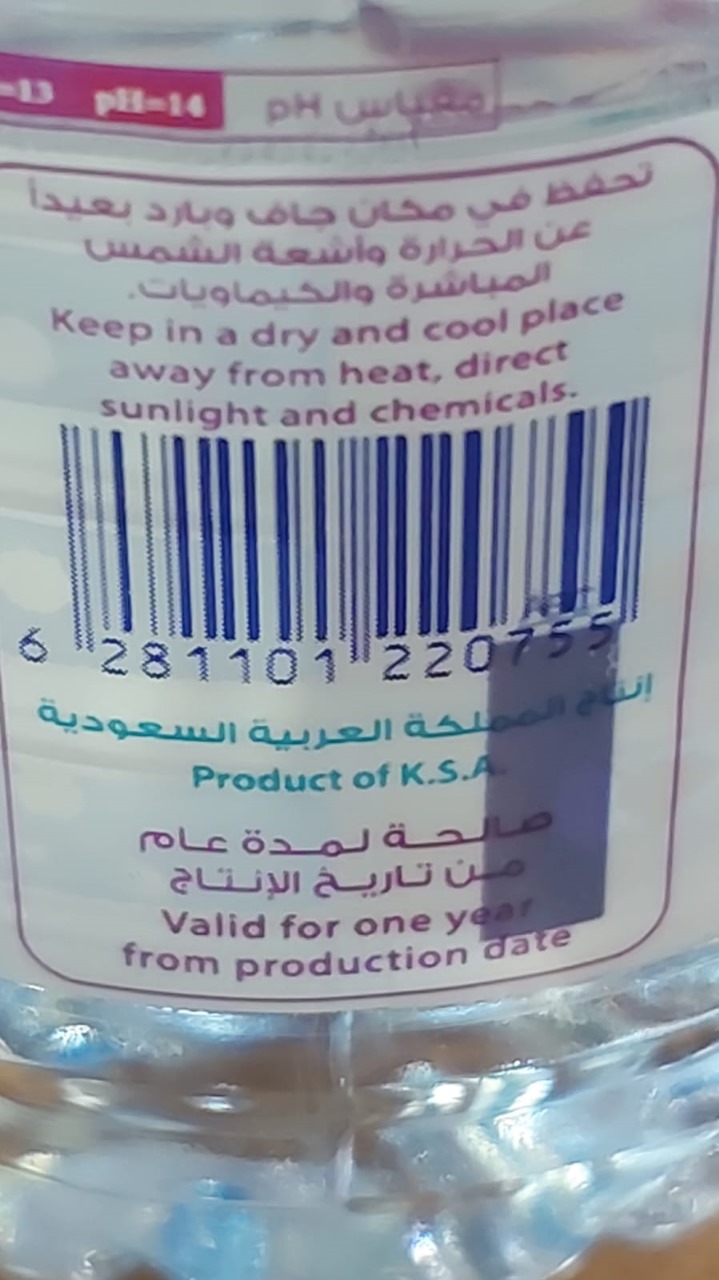 =13 pH=14 مقياس pH
تحفظ في مكان جاف وبارد بعيداً
عن الحرارة وأشعة الشمس
المباشرة والكيماويات.
Keep in a dry and cool place
away from heat, direct
sunlight and chemicals.
6 281101 220755
إنتاج المملكة العربية السعودية
Product of K.S.A.
صالحة لمدة عام
من تاريخ الإنتاج
Valid for one year
from production date